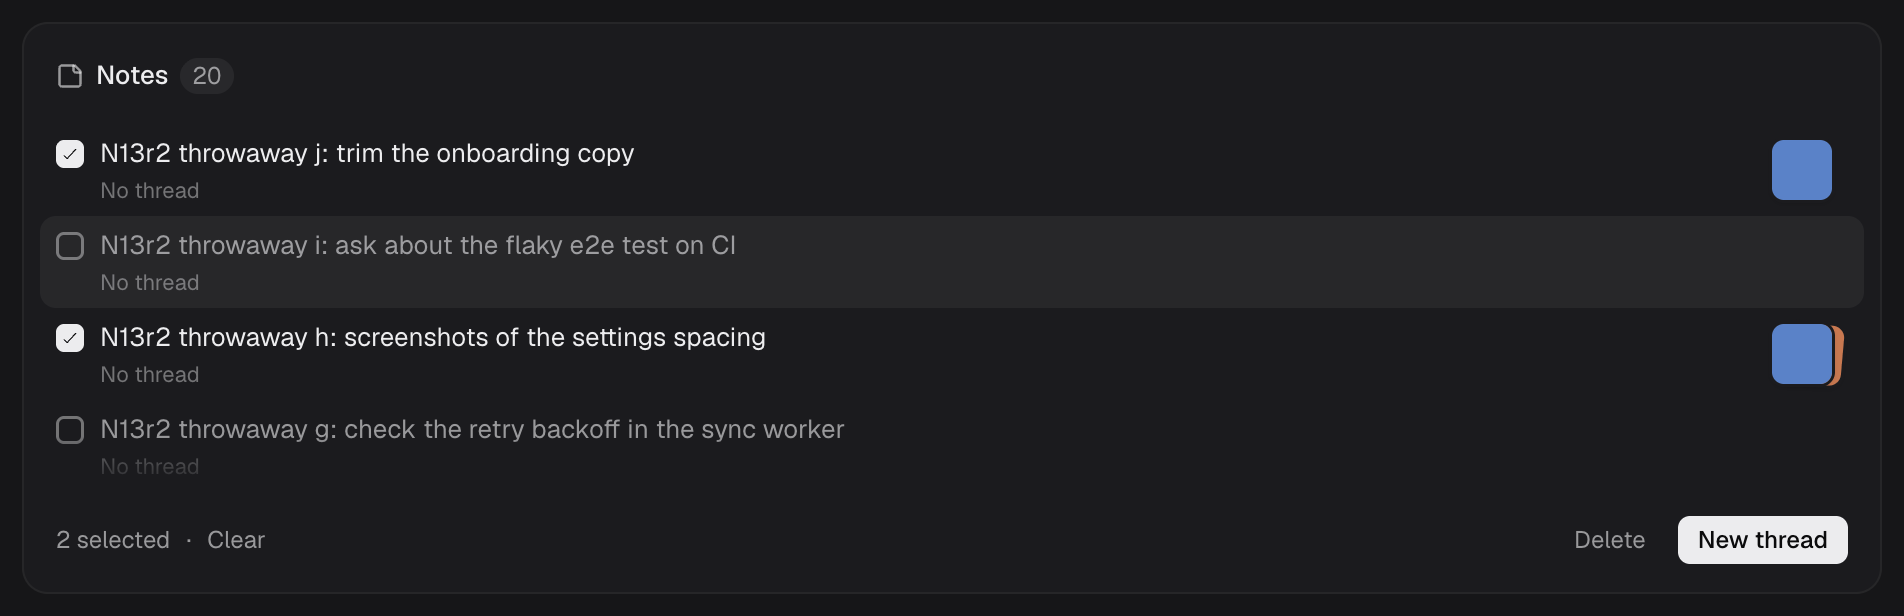 Notes 20
N13r2 throwaway j: trim the onboarding copy
No thread
N13r2 throwaway i: ask about the flaky e2e test on CI
No thread
N13r2 throwaway h: screenshots of the settings spacing
No thread
N13r2 throwaway g: check the retry backoff in the sync worker
No thread
2 selected · Clear
Delete
New thread